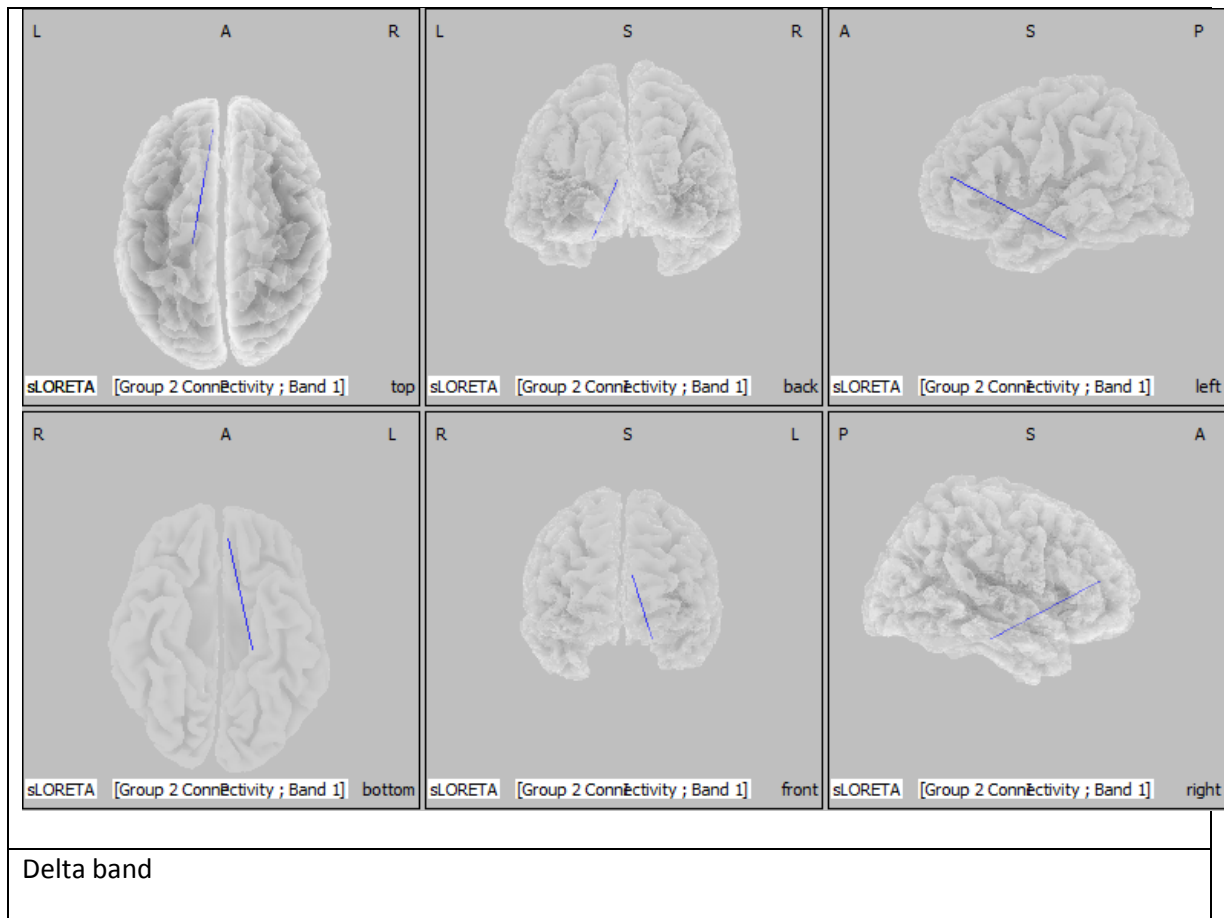 L A R
L S R
A S P
sLORETA [Group 2 Connectivity ; Band 1] top
sLORETA [Group 2 Connectivity ; Band 1] back
sLORETA [Group 2 Connectivity ; Band 1] left
R A L
R S L
P S A
sLORETA [Group 2 Connectivity ; Band 1] bottom
sLORETA [Group 2 Connectivity ; Band 1] front
sLORETA [Group 2 Connectivity ; Band 1] right
Delta band